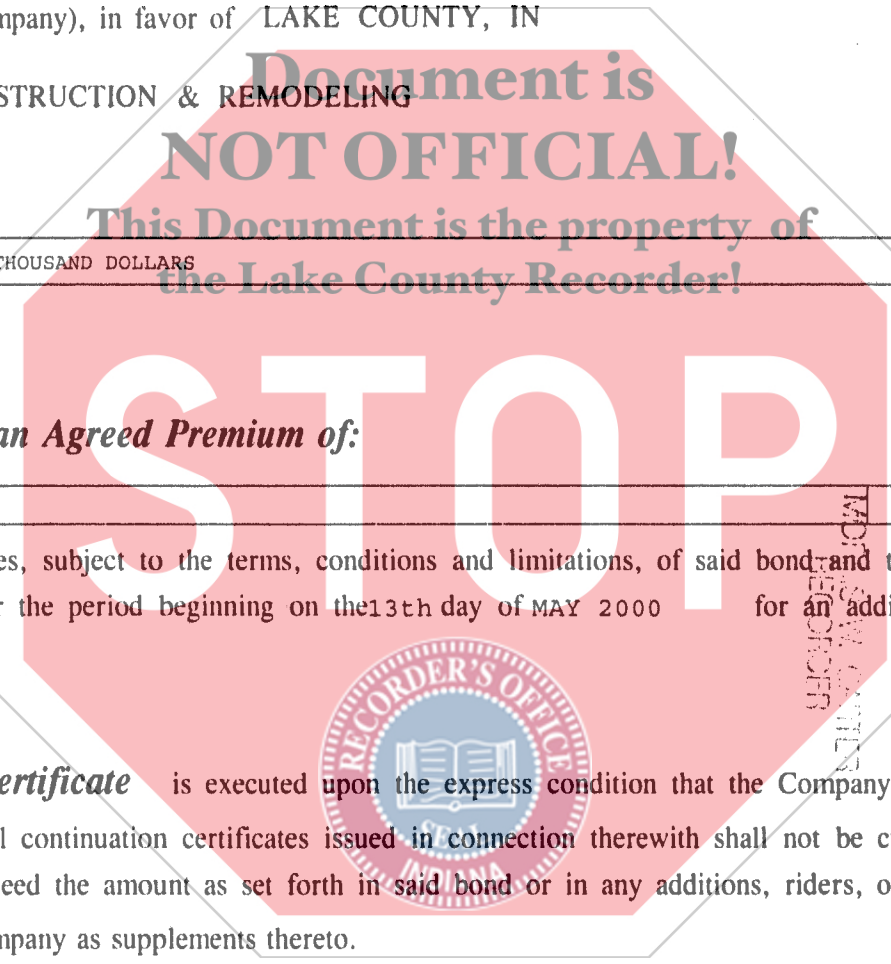 mpany), in favor of LAKE COUNTY, IN
Document is
STRUCTION & REMODELING
NOT OFFICIAL!
This Document is the property of
THOUSAND DOLLARS
the Lake County Recorder!
STOP
an Agreed Premium of:
es, subject to the terms, conditions and limitations, of said bond and t
r the period beginning on the13th day of MAY 2000 for an addi
RECORDER
RECORDER'S OFFICE
ertificate is executed upon the express condition that the Company
l continuation certificates issued in connection therewith shall not be c
SEAL
INDIANA
eed the amount as set forth in said bond or in any additions, riders, o
mpany as supplements thereto.